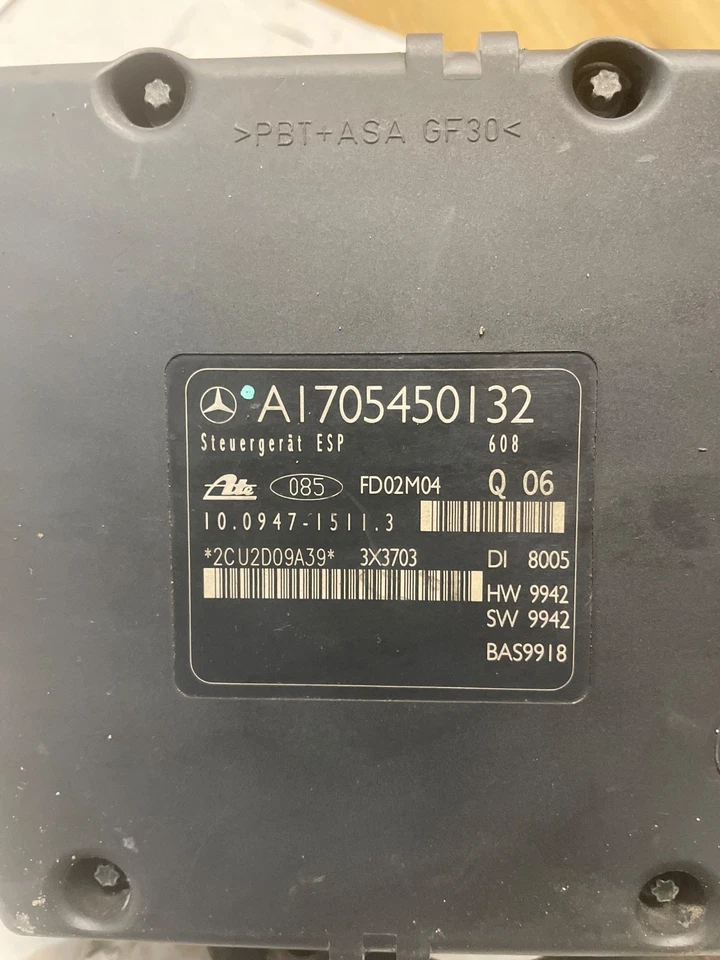 >PBT+ASA GF30<
A1705450132
Steuergerät ESP 608
Ate 085 FD02M04 Q 06
10.0947-1511.3
*2CU2D09A39* 3X3703 DI 8005
HW 9942
SW 9942
BAS9918